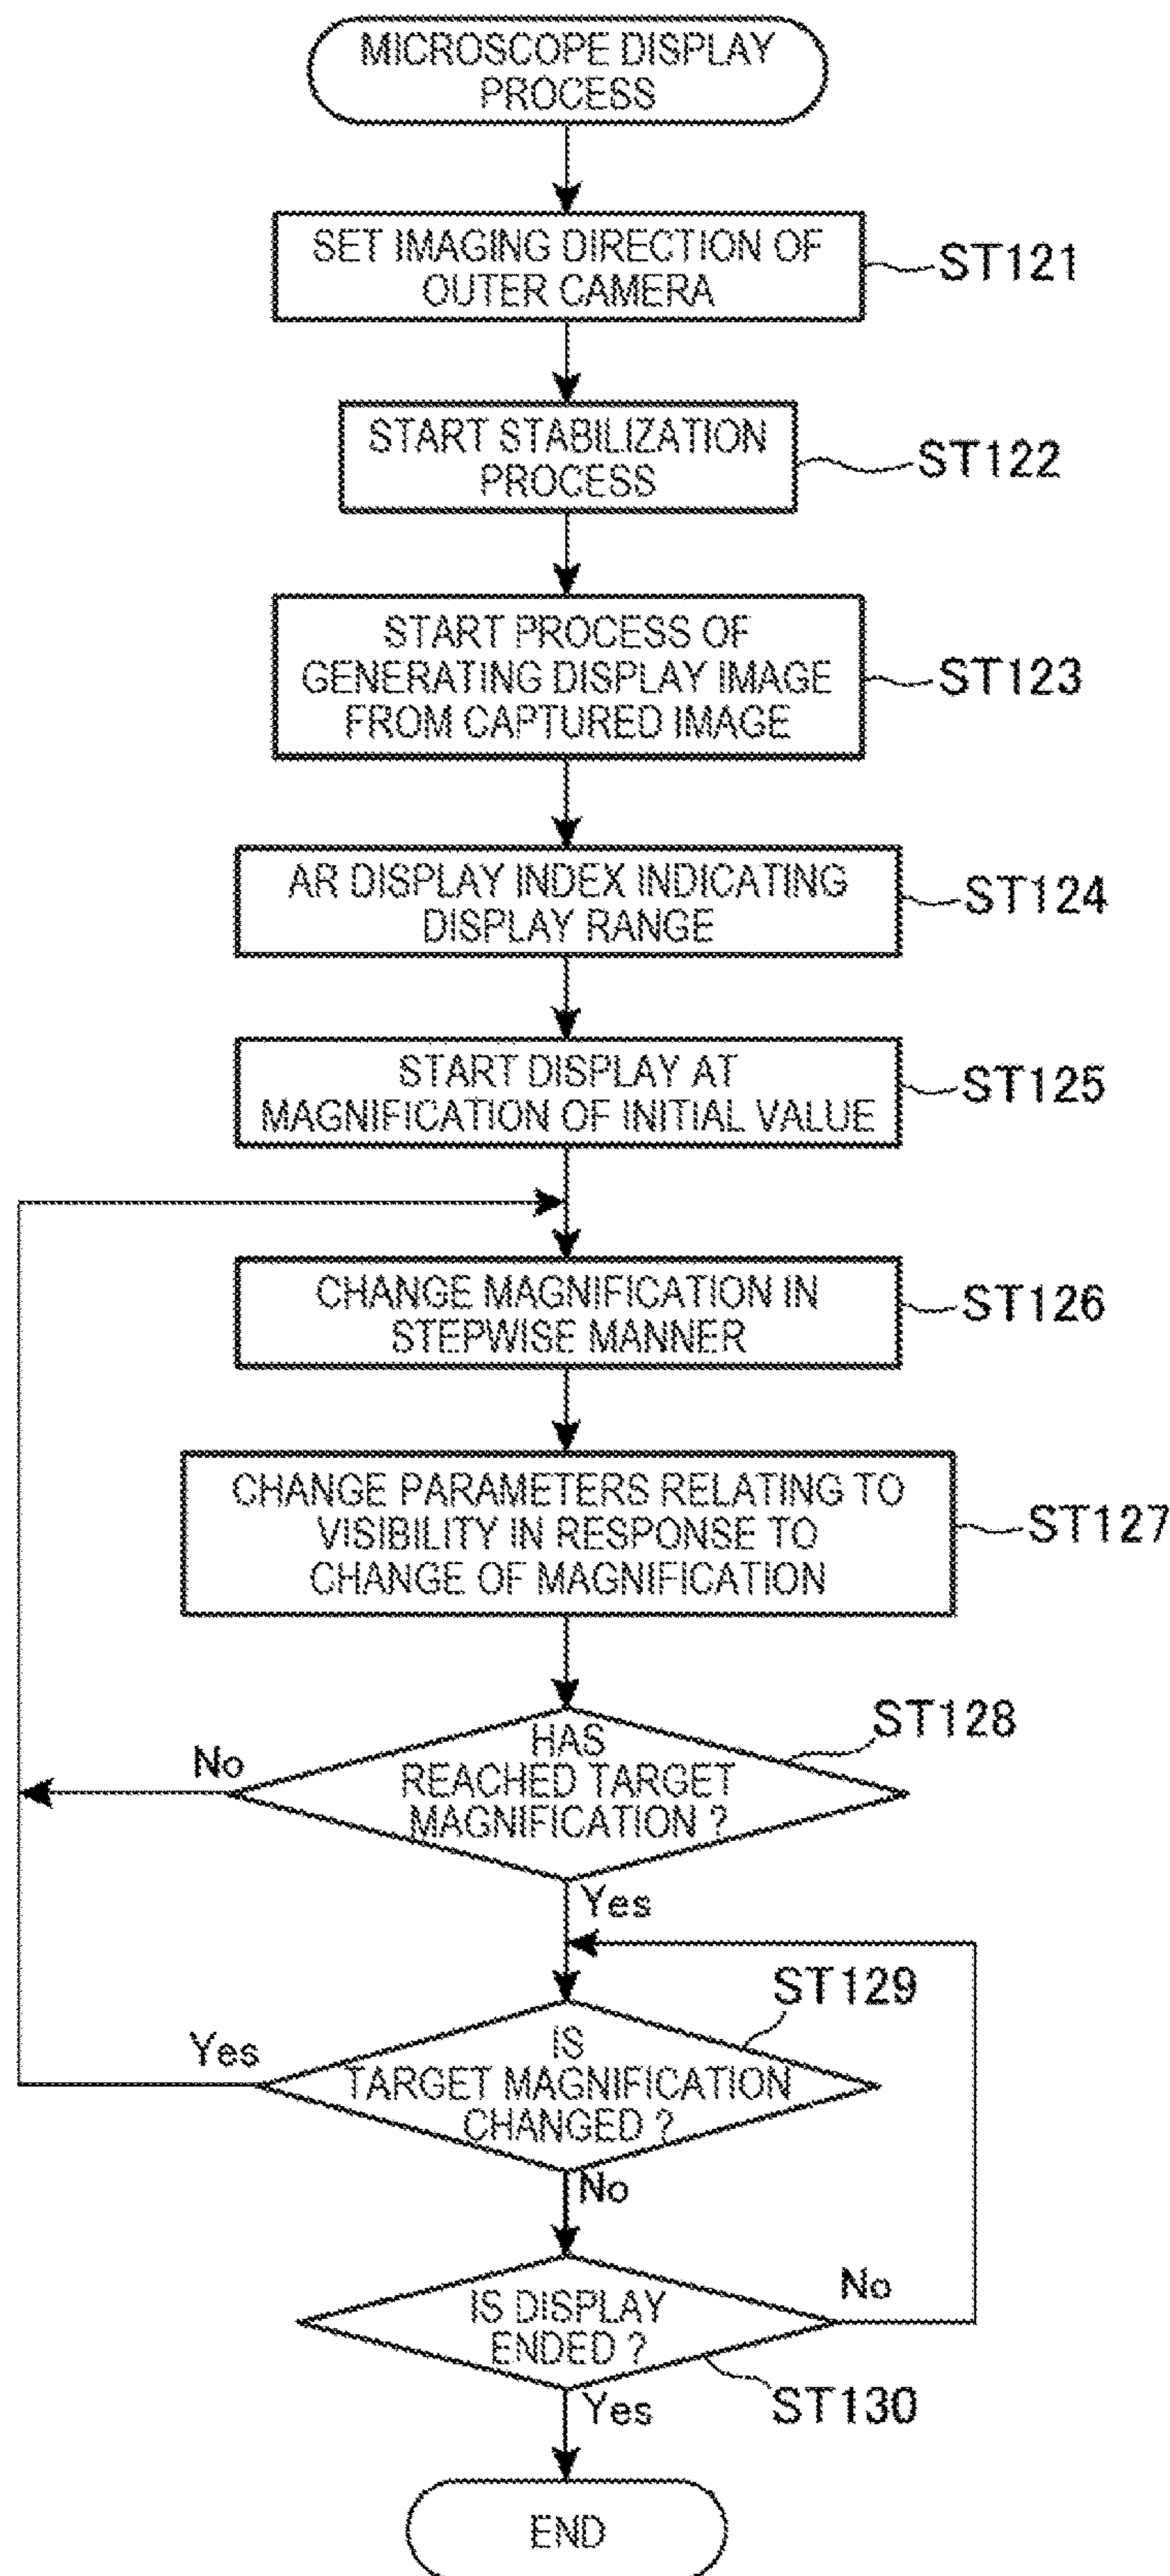 MICROSCOPE DISPLAY
PROCESS
SET IMAGING DIRECTION OF
OUTER CAMERA
ST121
START STABILIZATION
PROCESS
ST122
START PROCESS OF
GENERATING DISPLAY IMAGE
FROM CAPTURED IMAGE
ST123
AR DISPLAY INDEX INDICATING
DISPLAY RANGE
ST124
START DISPLAY AT
MAGNIFICATION OF INITIAL VALUE
ST125
CHANGE MAGNIFICATION IN
STEPWISE MANNER
ST126
CHANGE PARAMETERS RELATING TO
VISIBILITY IN RESPONSE TO
CHANGE OF MAGNIFICATION
ST127
ST128
No
HAS
REACHED TARGET
MAGNIFICATION ?
Yes
ST129
Yes
IS
TARGET MAGNIFICATION
CHANGED ?
No
No
IS DISPLAY
ENDED ?
ST130
Yes
END